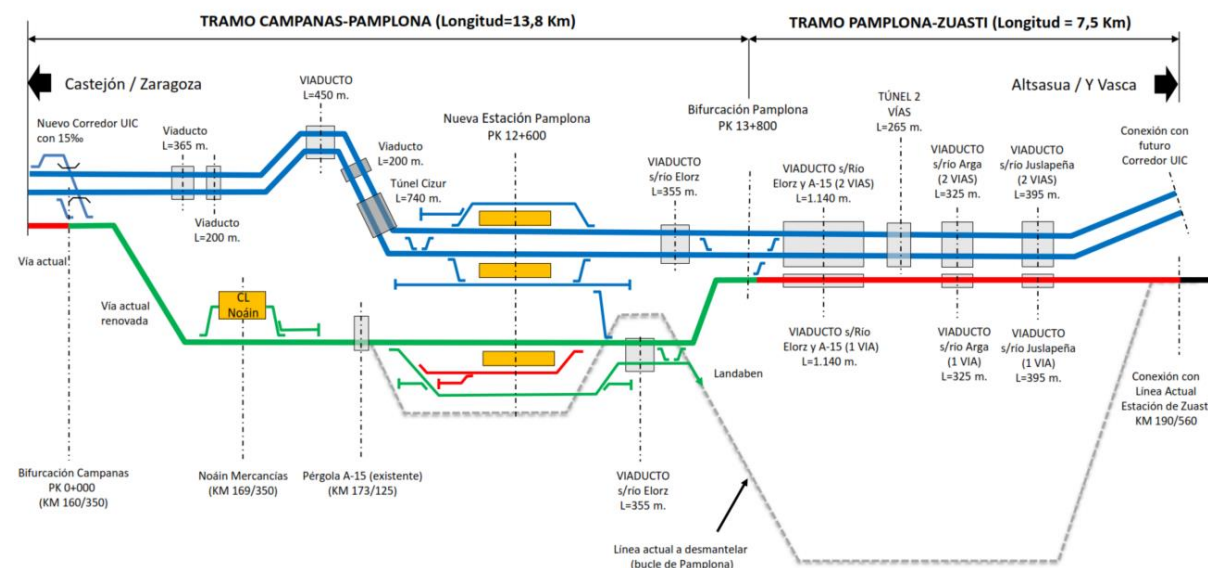 TRAMO CAMPANAS-PAMPLONA (Longitud=13,8 Km)
TRAMO PAMPLONA-ZUASTI (Longitud = 7,5 Km)
Castejón / Zaragoza
Altsasua / Y Vasca
VIADUCTO
L=450 m.
Nuevo Corredor UIC
con 15‰
Viaducto
L=365 m.
Viaducto
L=200 m.
Viaducto
L=200 m.
Túnel Cizur
L=740 m.
Nueva Estación Pamplona
PK 12+600
VIADUCTO
s/río Elorz
L=355 m.
Bifurcación Pamplona
PK 13+800
VIADUCTO s/Río
Elorz y A-15 (2 VIAS)
L=1.140 m.
TÚNEL 2
VÍAS
L=265 m.
VIADUCTO
s/río Arga
(2 VIAS)
L=325 m.
VIADUCTO
s/río Juslapeña
(2 VIAS)
L=395 m.
Conexión con
futuro
Corredor UIC
Vía actual
Vía actual
renovada
CL
Noáin
Landaben
VIADUCTO s/Río
Elorz y A-15 (1 VIA)
L=1.140 m.
VIADUCTO
s/río Arga
(1 VIA)
L=325 m.
VIADUCTO
s/río Juslapeña
(1 VIA)
L=395 m.
Conexión con
Línea Actual
Estación de Zuasti
KM 190/560
Bifurcación Campanas
PK 0+000
(KM 160/350)
Noáin Mercancías
(KM 169/350)
Pérgola A-15 (existente)
(KM 173/125)
VIADUCTO
s/río Elorz
L=355 m.
Línea actual a desmantelar
(bucle de Pamplona)